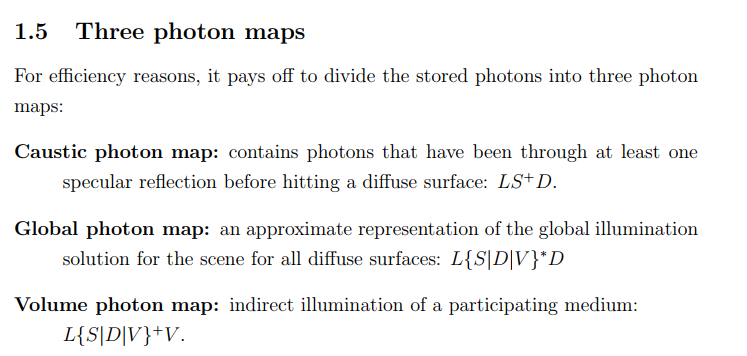 1.5 Three photon maps
For efficiency reasons, it pays off to divide the stored photons into three photon
maps:
Caustic photon map: contains photons that have been through at least one
specular reflection before hitting a diffuse surface: LS⁺D.
Global photon map: an approximate representation of the global illumination
solution for the scene for all diffuse surfaces: L{S|D|V}*D
Volume photon map: indirect illumination of a participating medium:
L{S|D|V}⁺V.